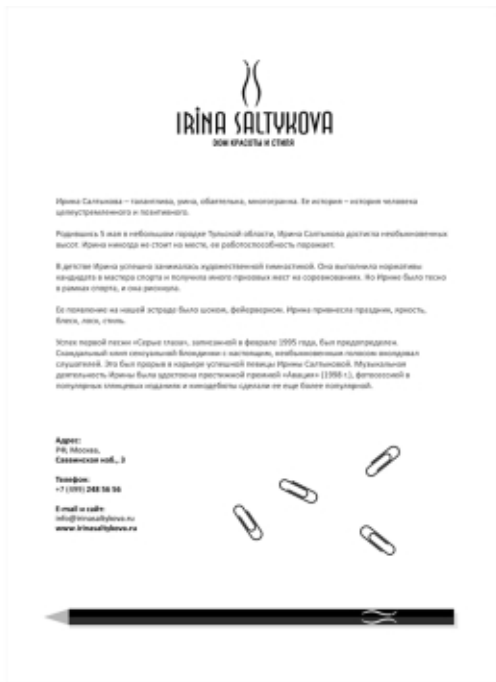 IRINA SALTYKOVA
ДОМ КРАСОТЫ И СТИЛЯ
Ирина Салтыкова – талантлива, умна, обаятельна, многогранна. Ее история – история человека
целеустремленного и позитивного.
Родившись 5 мая в небольшом городке Тульской области, Ирина Салтыкова достигла необыкновенных
высот. Ирина никогда не стоит на месте, ее работоспособность поражает.
В детстве Ирина успешно занималась художественной гимнастикой. Она выполнила нормативы
кандидата в мастера спорта и получила много призовых мест на соревнованиях. Но Ирине было тесно
в рамках спорта, и она рискнула.
Ее появление на нашей эстраде было шоком, фейерверком. Ирина привнесла праздник, яркость,
блеск, лоск, стиль.
Успех первой песни «Серые глаза», записанной в феврале 1995 года, был предопределен.
Скандальный клип сексуальной блондинки с настоящим, необыкновенным голосом околдовал
слушателей. Это был прорыв в карьере успешной певицы Ирины Салтыковой. Музыкальная
деятельность Ирины была удостоена престижной премией «Овация» (1998 г.), фотосессией в
популярных глянцевых изданиях и кинодебюты сделали ее еще более популярной.
Адрес:
РФ, Москва,
Саввинская наб., 3
Телефон:
+7 (499) 248 56 56
E-mail и сайт:
info@irinasaltykova.ru
www.irinasaltykova.ru